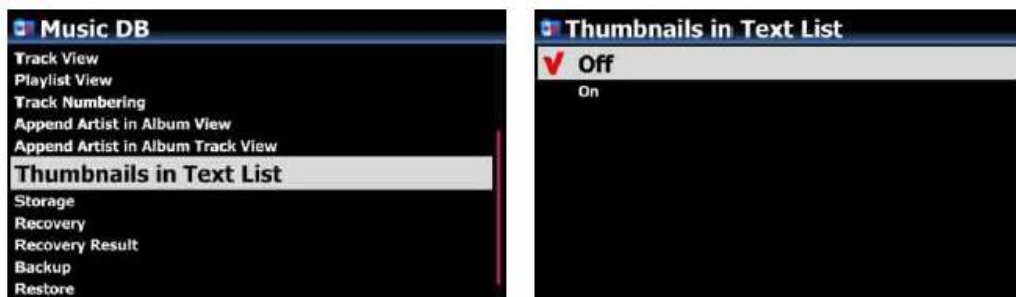 Music DB
Track View
Playlist View
Track Numbering
Append Artist in Album View
Append Artist in Album Track View
Thumbnails in Text List
Storage
Recovery
Recovery Result
Backup
Restore
Thumbnails in Text List
Off
On